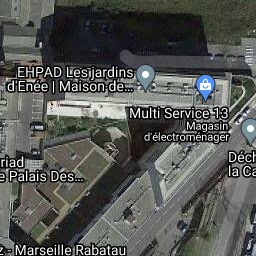 EHPAD Les jardins
d'Enée | Maison de...
Multi Service 13
Magasin
d'électroménager
Déch
la Ca
riad
e Palais Des...
z - Marseille Rabatau